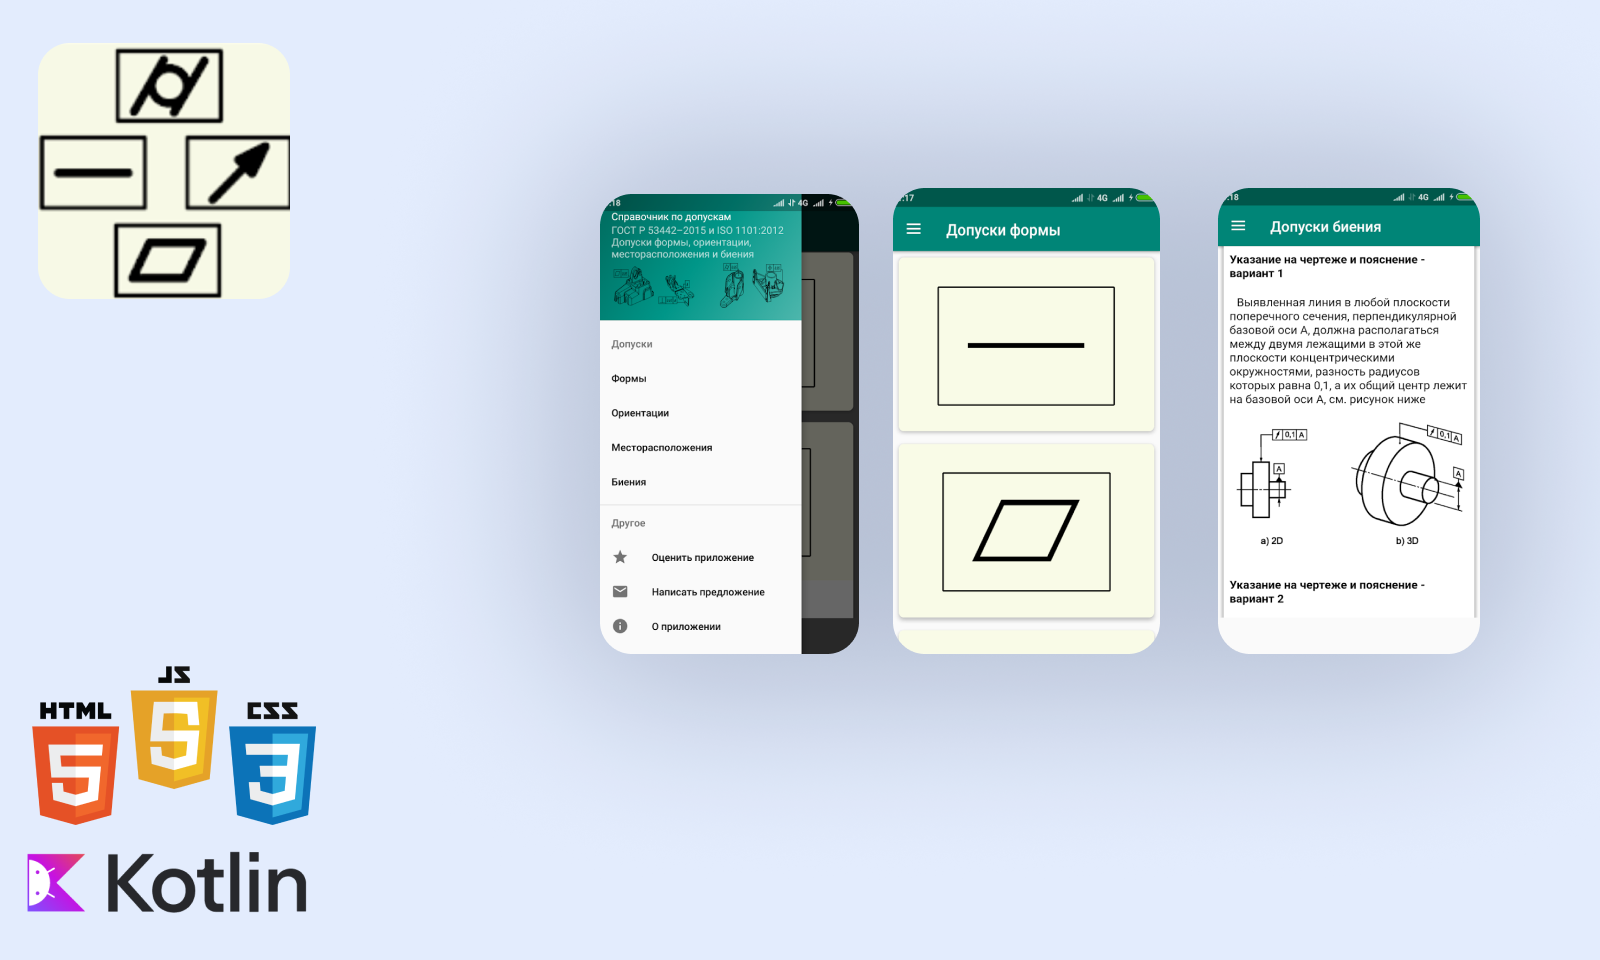 JS
HTML
CSS
Kotlin
:18
4G
Справочник по допускам
ГОСТ Р 53442–2015 и ISO 1101:2012
Допуски формы, ориентации,
месторасположения и биения
Допуски
Формы
Ориентации
Месторасположения
Биения
Другое
Оценить приложение
Написать предложение
О приложении
:17
4G
Допуски формы
:18
4G
Допуски биения
Указание на чертеже и пояснение -
вариант 1
Выявленная линия в любой плоскости
поперечного сечения, перпендикулярной
базовой оси А, должна располагаться
между двумя лежащими в этой же
плоскости концентрическими
окружностями, разность радиусов
которых равна 0,1, а их общий центр лежит
на базовой оси А, см. рисунок ниже
0,1 A
A
0,1 A
A
a) 2D
b) 3D
Указание на чертеже и пояснение -
вариант 2